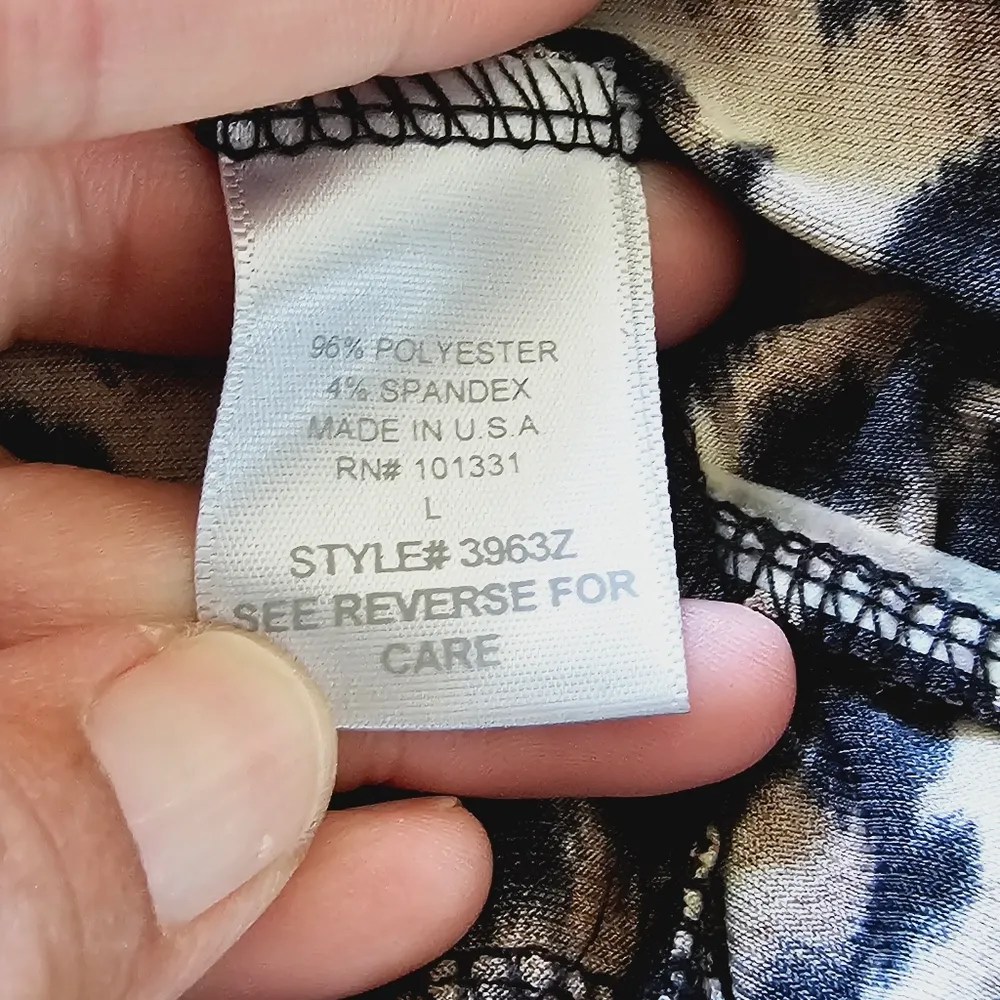 96% POLYESTER
4% SPANDEX
MADE IN U.S.A
RN# 101331
L
STYLE# 3963Z
SEE REVERSE FOR
CARE